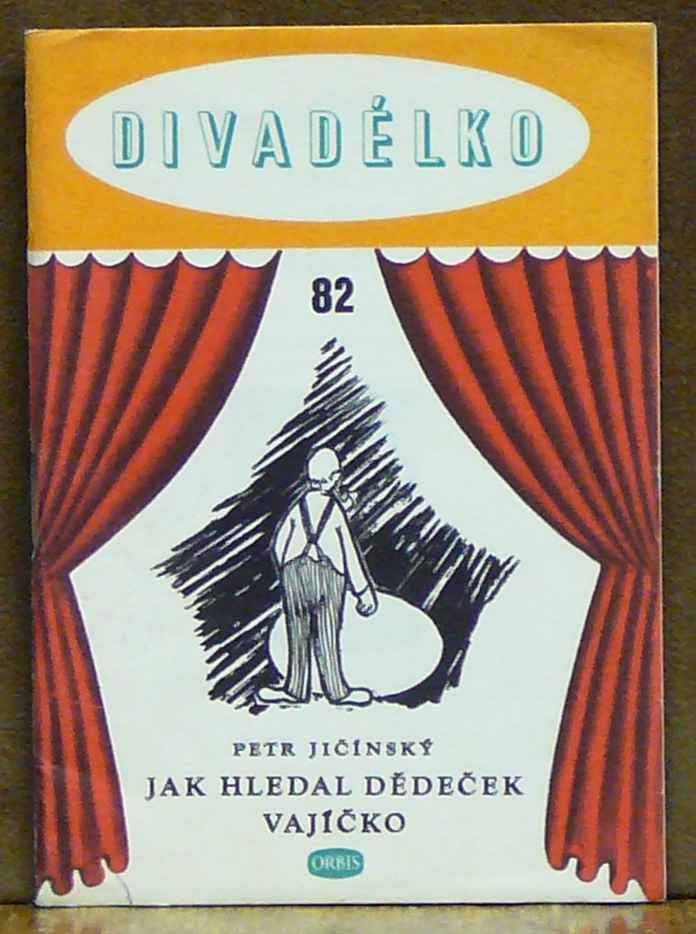 DIVADÉLKO
82
PETR JIČÍNSKÝ
JAK HLEDAL DĚDEČEK
VAJÍČKO
ORBIS